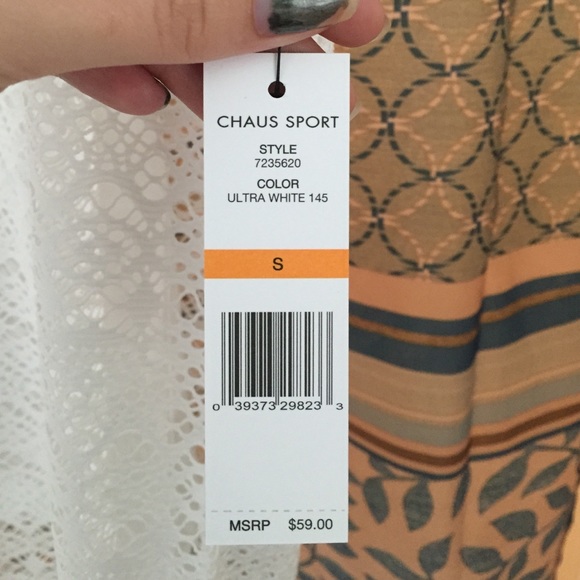 CHAUS SPORT
STYLE
7235620
COLOR
ULTRA WHITE 145
S
0 39373 29823 3
MSRP $59.00